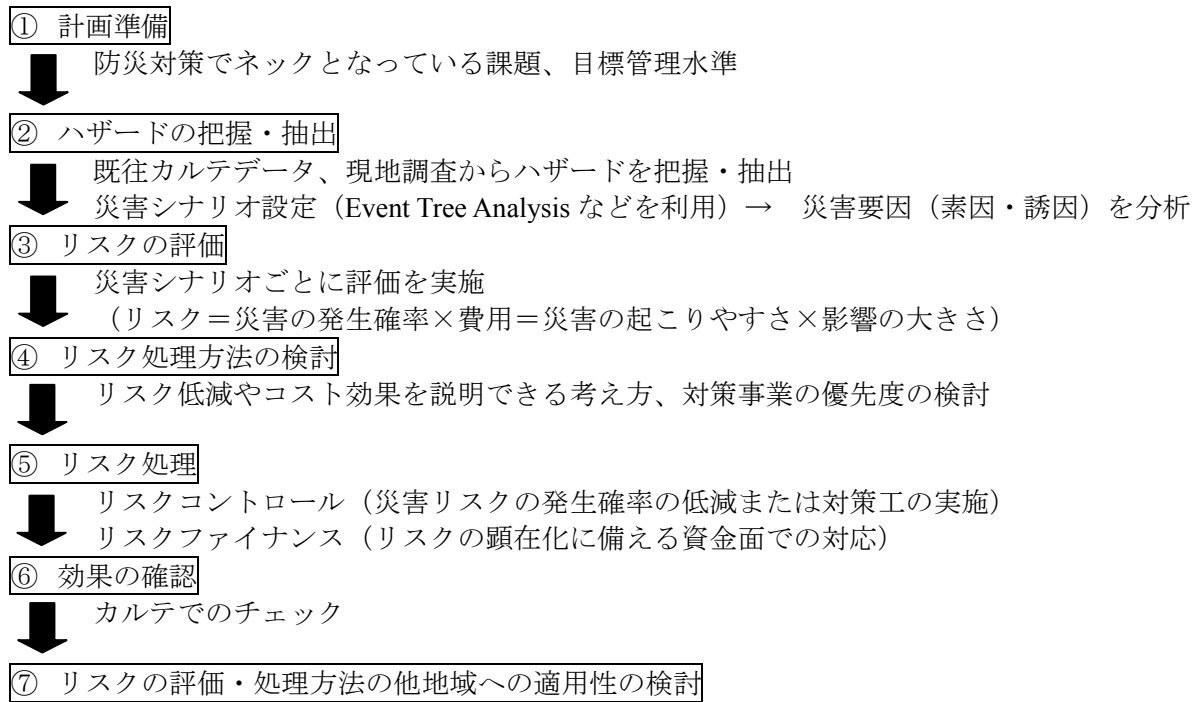 ① 計画準備
防災対策でネックとなっている課題、目標管理水準
② ハザードの把握・抽出
既往カルテデータ、現地調査からハザードを把握・抽出
災害シナリオ設定（Event Tree Analysis などを利用）→ 災害要因（素因・誘因）を分析
③ リスクの評価
災害シナリオごとに評価を実施
（リスク＝災害の発生確率×費用＝災害の起こりやすさ×影響の大きさ）
④ リスク処理方法の検討
リスク低減やコスト効果を説明できる考え方、対策事業の優先度の検討
⑤ リスク処理
リスクコントロール（災害リスクの発生確率の低減または対策工の実施）
リスクファイナンス（リスクの顕在化に備える資金面での対応）
⑥ 効果の確認
カルテでのチェック
⑦ リスクの評価・処理方法の他地域への適用性の検討